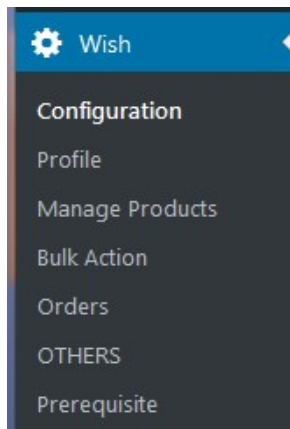 Wish
Configuration
Profile
Manage Products
Bulk Action
Orders
OTHERS
Prerequisite